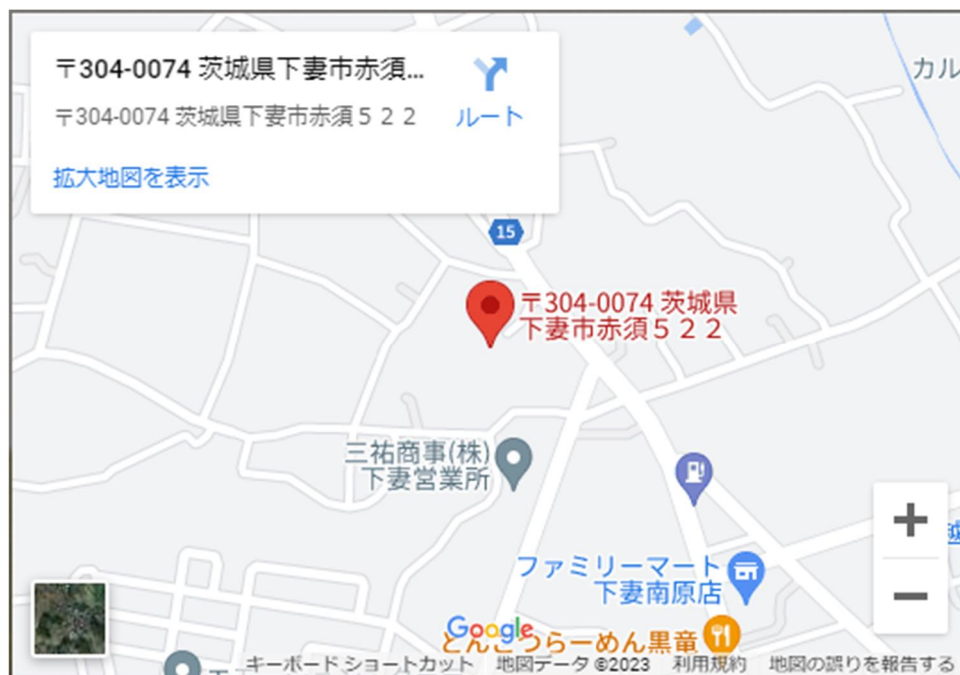 〒304-0074 茨城県下妻市赤須...
〒304-0074 茨城県下妻市赤須５２２
ルート
拡大地図を表示
カル
15
〒304-0074 茨城県
下妻市赤須５２２
三祐商事(株)
下妻営業所
ファミリーマート
下妻南原店
Google
とんこつらーめん黒竜
キーボード ショートカット 地図データ ©2023 利用規約 地図の誤りを報告する